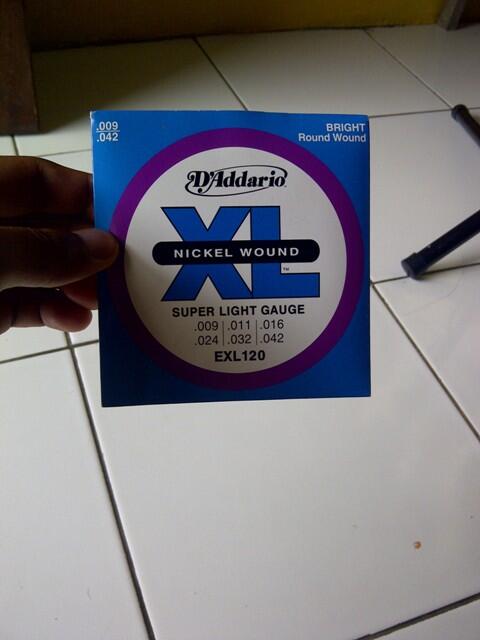 .009
.042
BRIGHT
Round Wound
D'Addario
XL
NICKEL WOUND
TM
SUPER LIGHT GAUGE
.009 .011 .016
.024 .032 .042
EXL120